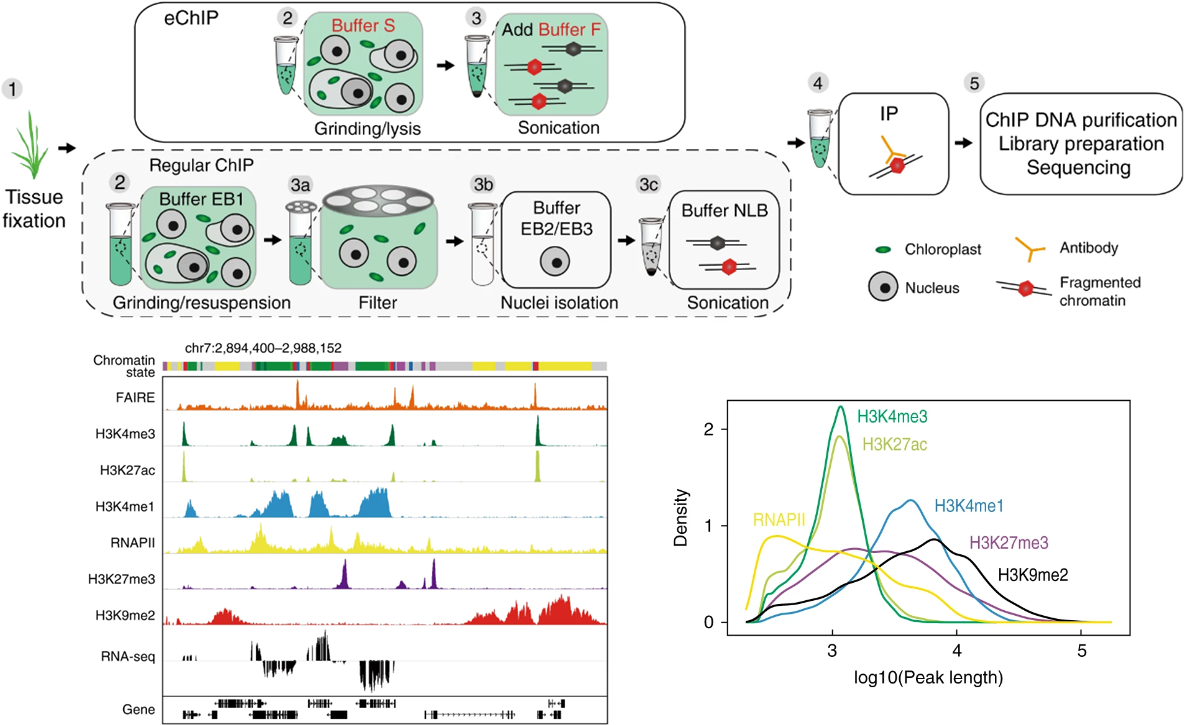 eChIP
2
Buffer S
Grinding/lysis
3
Add Buffer F
Sonication
1
Tissue
fixation
Regular ChIP
2
Buffer EB1
Grinding/resuspension
3a
Filter
3b
Buffer
EB2/EB3
Nuclei isolation
3c
Buffer NLB
Sonication
4
IP
5
ChIP DNA purification
Library preparation
Sequencing
Chloroplast
Antibody
Nucleus
Fragmented
chromatin
chr7:2,894,400–2,988,152
Chromatin
state
FAIRE
H3K4me3
H3K27ac
H3K4me1
RNAPII
H3K27me3
H3K9me2
RNA-seq
Gene
Density
2
1
0
H3K4me3
H3K27ac
RNAPII
H3K4me1
H3K27me3
H3K9me2
3
4
5
log10(Peak length)